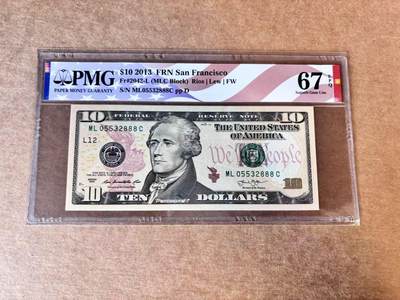 PMG
PAPER MONEY GUARANTY
$10 2013 FRN San Francisco
Fr#2042-L (MLC Block) Rios | Lew | FW
S/N ML05532888C pp D
67 EPQ
Superb Gem Unc
10
FEDERAL RESERVE NOTE
10
THE UNITED STATES
OF AMERICA
ML 05532888 C
L12
We the People
ML 05532888 C
10
TEN
DOLLARS
10